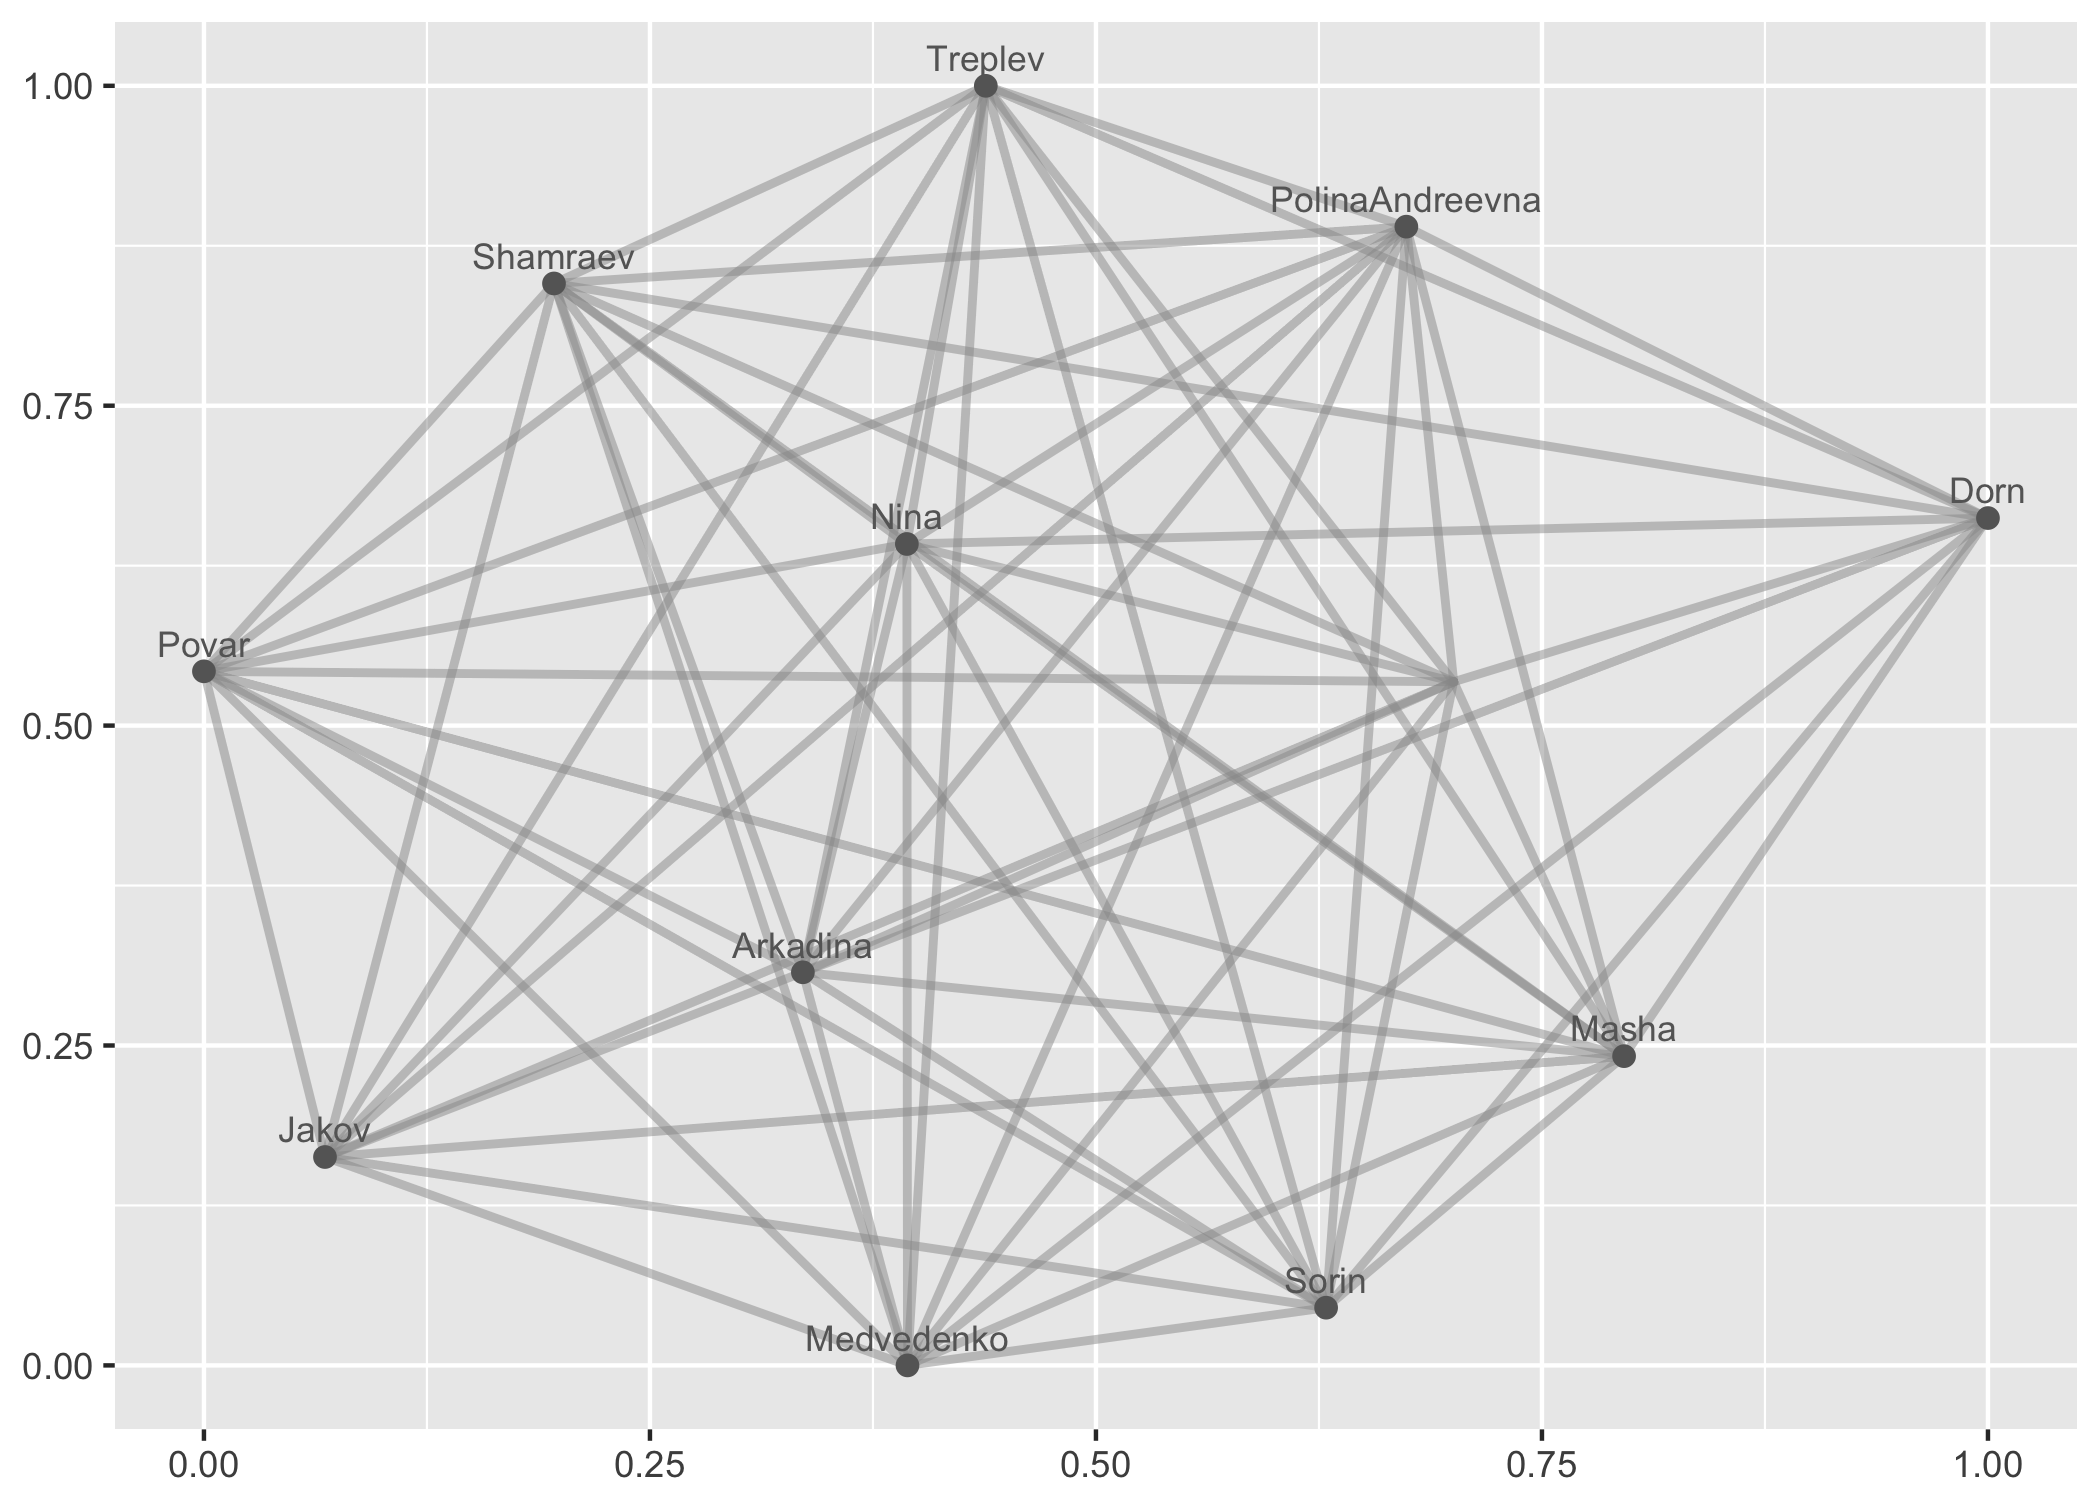 Treplev
1.00
PolinaAndreevna
Shamraev
0.75
Dorn
Nina
Povar
0.50
Arkadina
Masha
0.25
Jakov
Sorin
Medvedenko
0.00
0.00 0.25 0.50 0.75 1.00